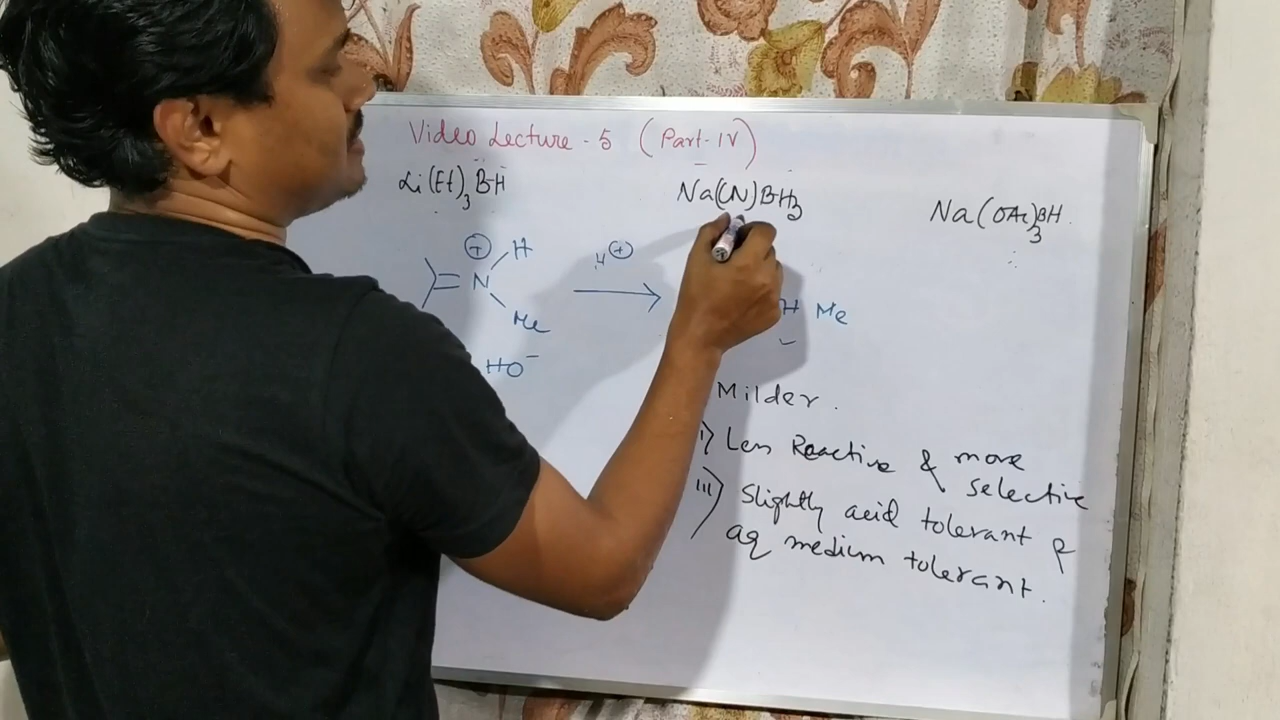 Video Lecture - 5 (Part-IV)
Li(Et)3BH
Na(CN)BH3
Na(OAc)3BH.
+ H
N
Me
H+
HO-
H Me
Milder.
i) Less Reactive & more selective
iii) Slightly acid tolerant &
aq medium tolerant.